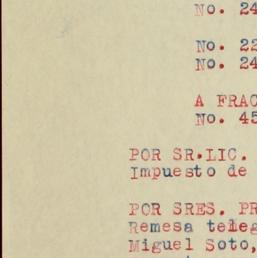 No. 24
No. 22
No. 24
A FRAC
No. 45
POR SR.LIC.
Impuesto de
POR SRES. PR
Remesa teleg
Miguel Soto,